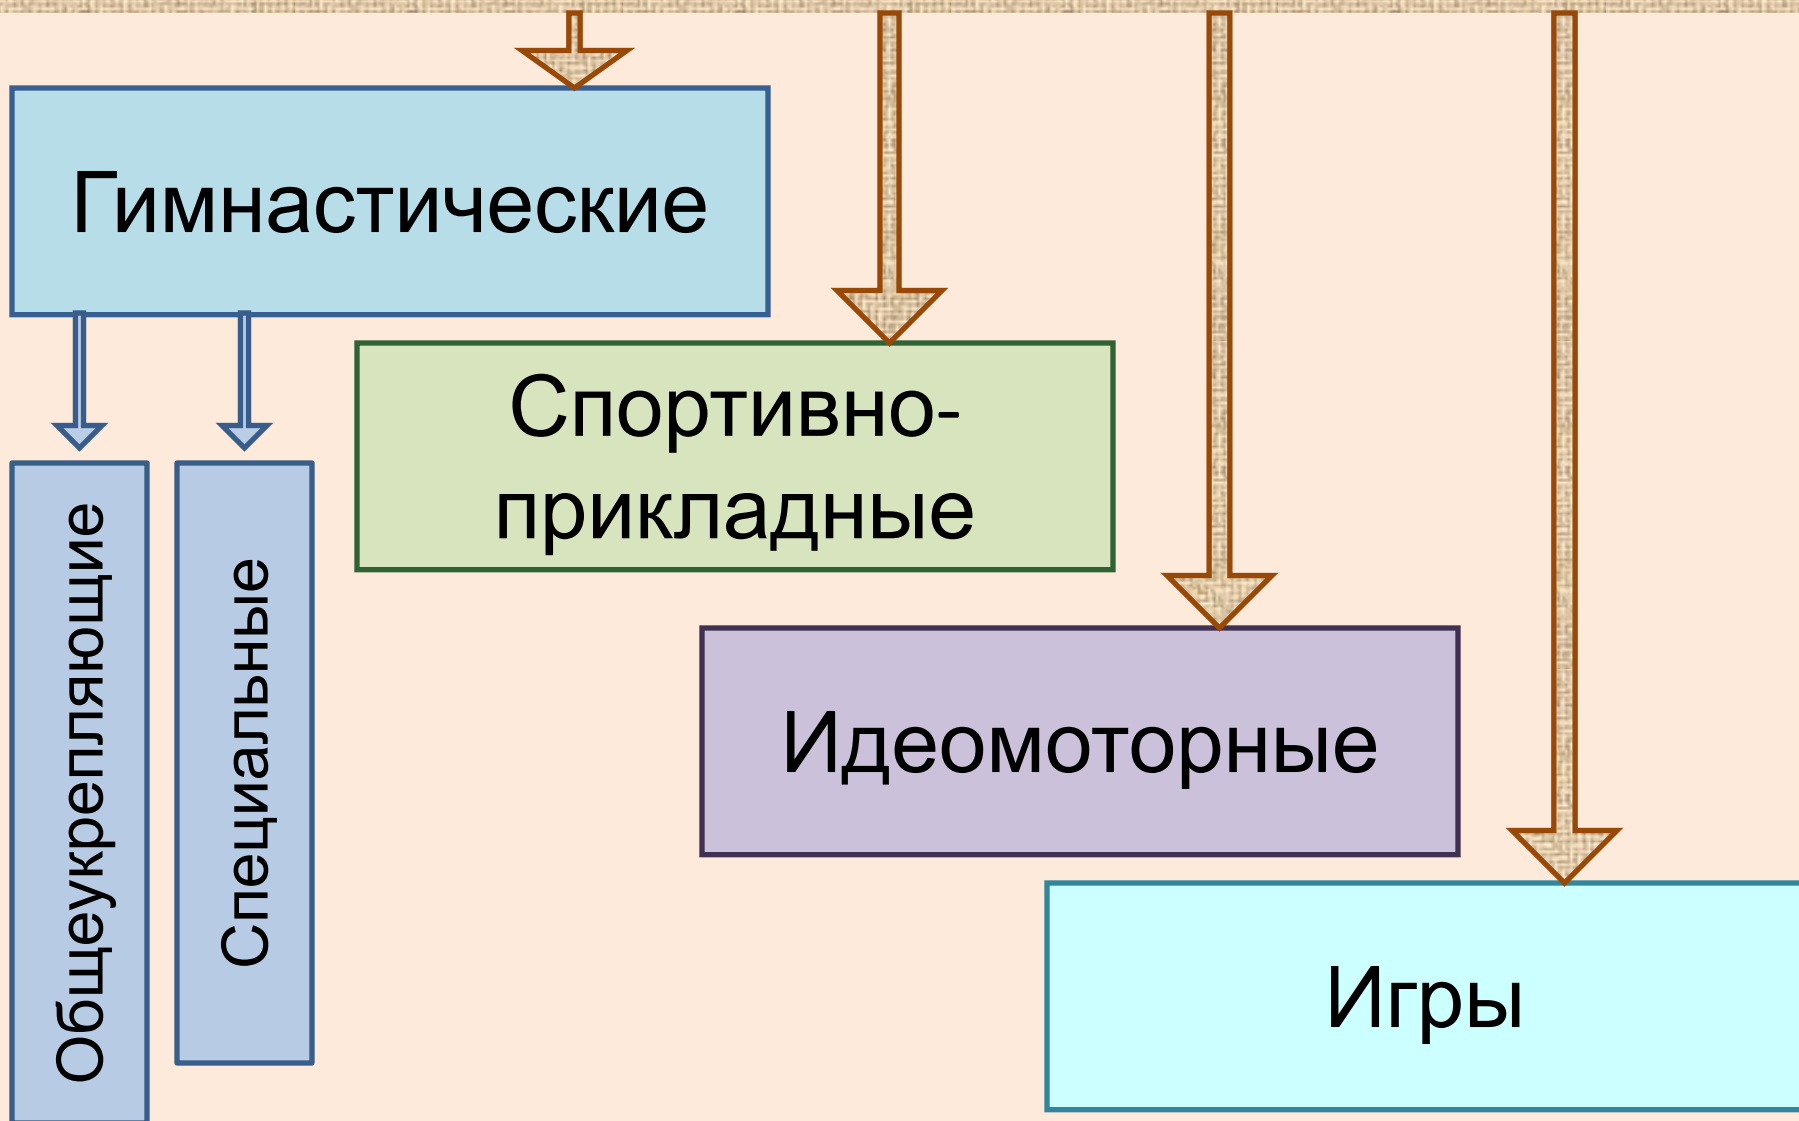 Гимнастические
Спортивно-
прикладные
Идеомоторные
Игры
Общеукрепляющие
Специальные